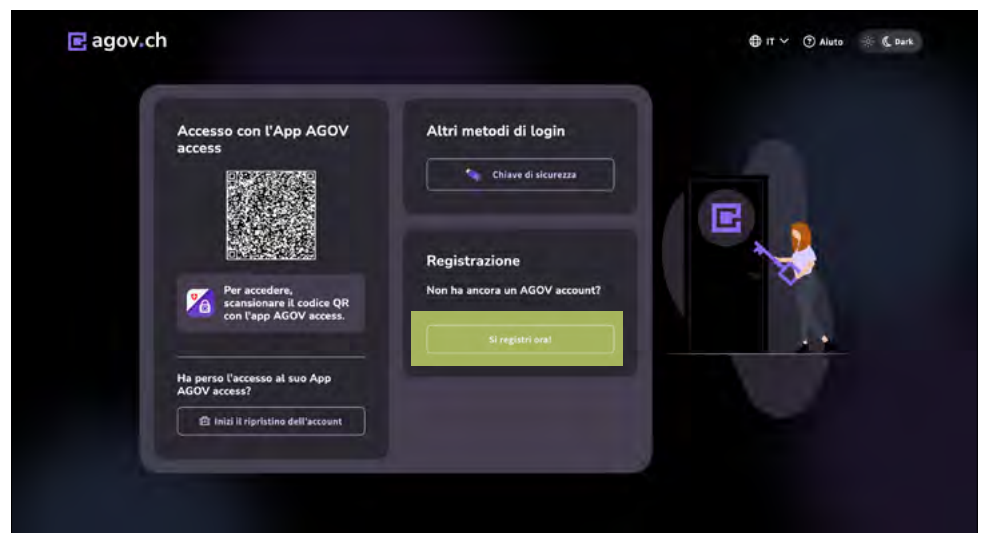 agov.ch
IT
Aiuto
Dark
Accesso con l'App AGOV
access
Per accedere,
scansionare il codice QR
con l'app AGOV access.
Ha perso l'accesso al suo App
AGOV access?
Inizi il ripristino dell'account
Altri metodi di login
Chiave di sicurezza
Registrazione
Non ha ancora un AGOV account?
Si registri ora!